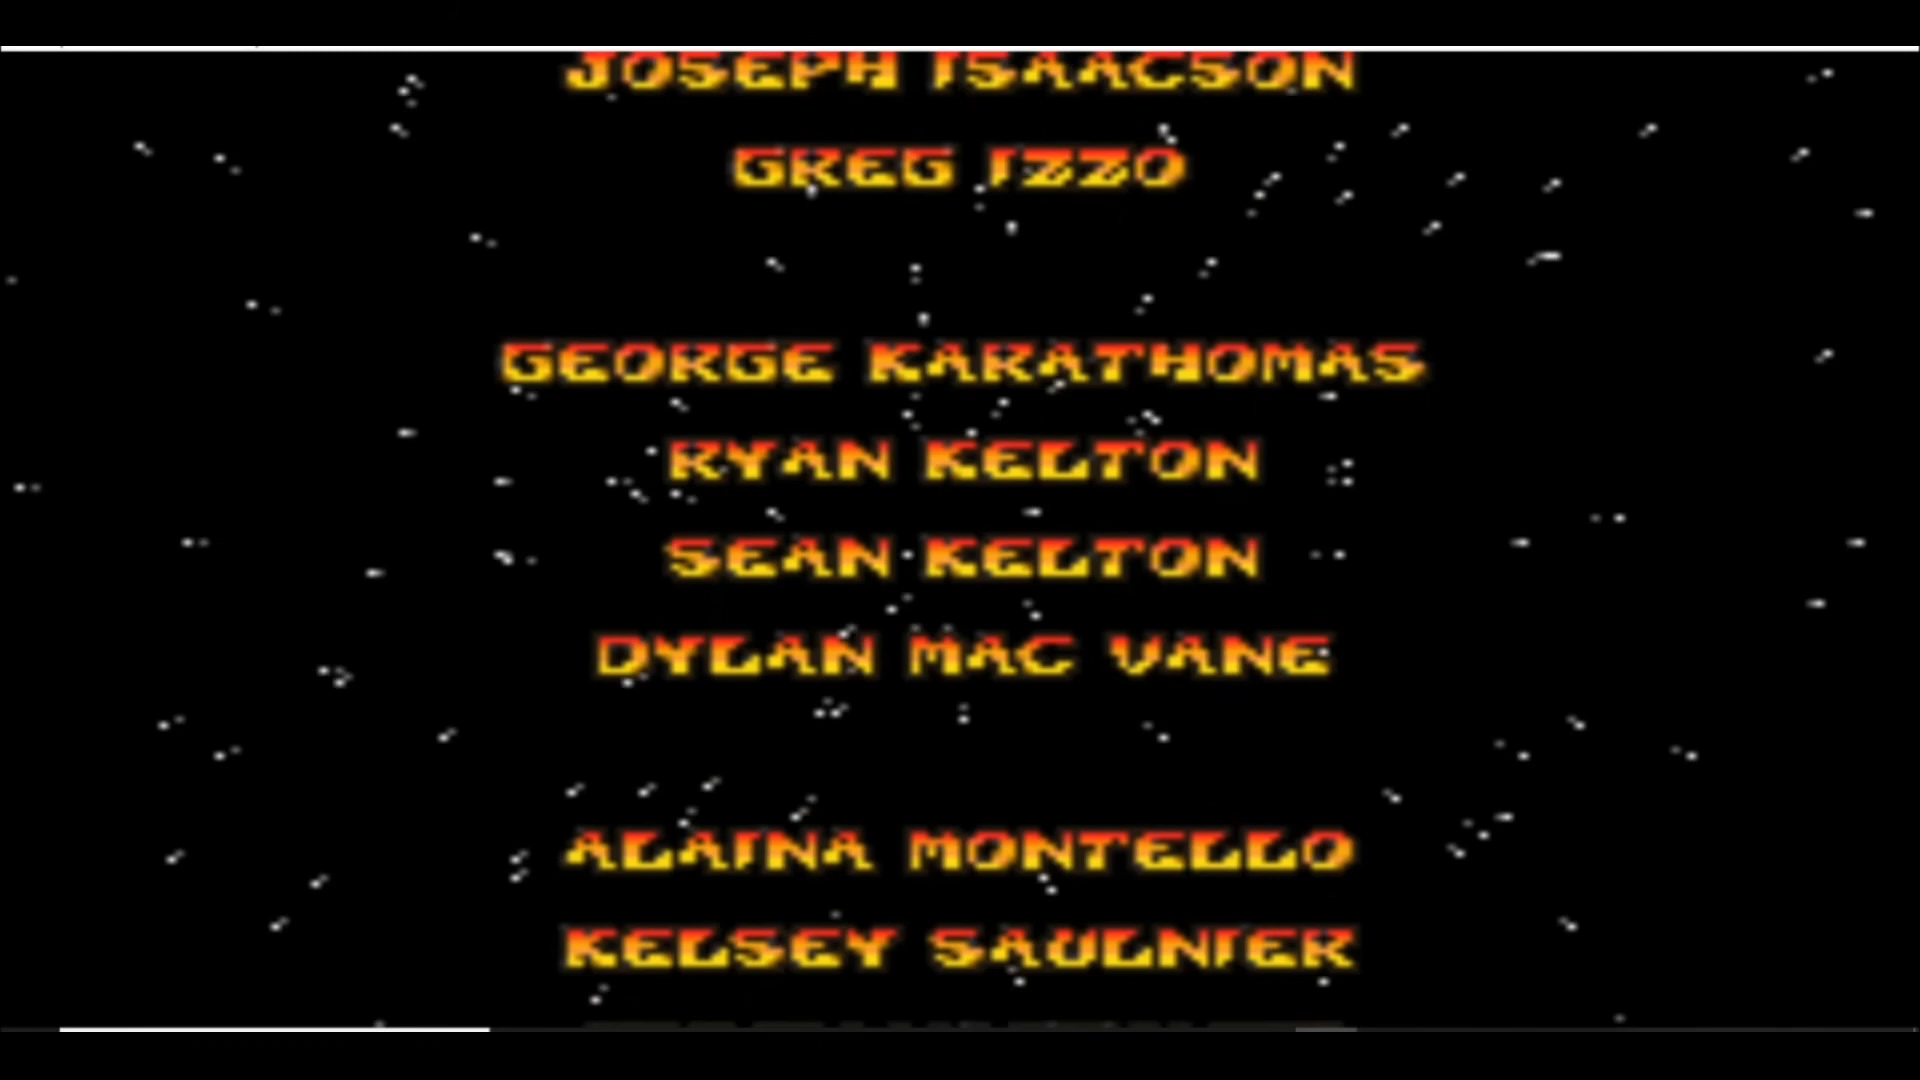 JOSEPH ISAACSON
GREG IZZO
GEORGE KARATHOMAS
RYAN KELTON
SEAN KELTON
DYLAN MAC VANE
ALAINA MONTELLO
KELSEY SAULNIER